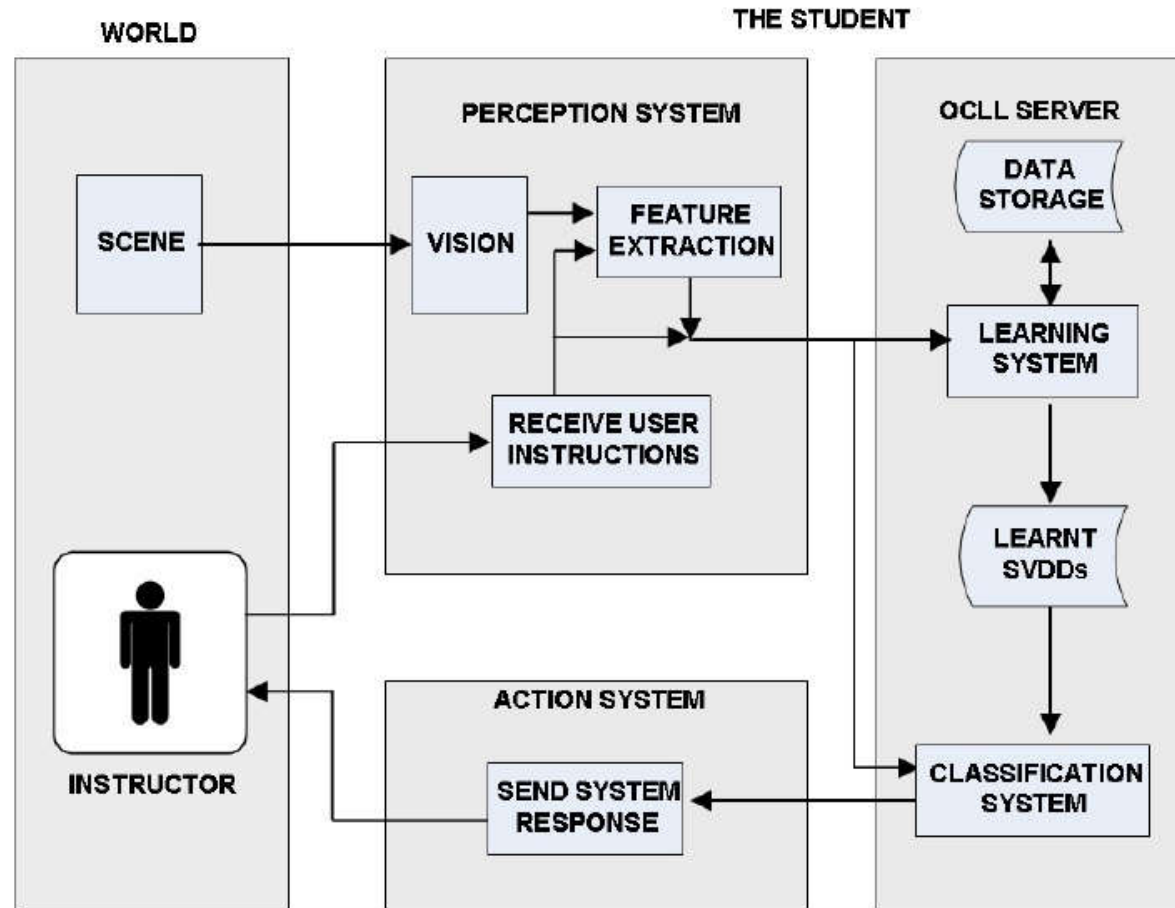 THE STUDENT
WORLD
PERCEPTION SYSTEM
OCLL SERVER
SCENE
VISION
FEATURE
EXTRACTION
DATA
STORAGE
LEARNING
SYSTEM
RECEIVE USER
INSTRUCTIONS
LEARNT
SVDDs
INSTRUCTOR
ACTION SYSTEM
SEND SYSTEM
RESPONSE
CLASSIFICATION
SYSTEM